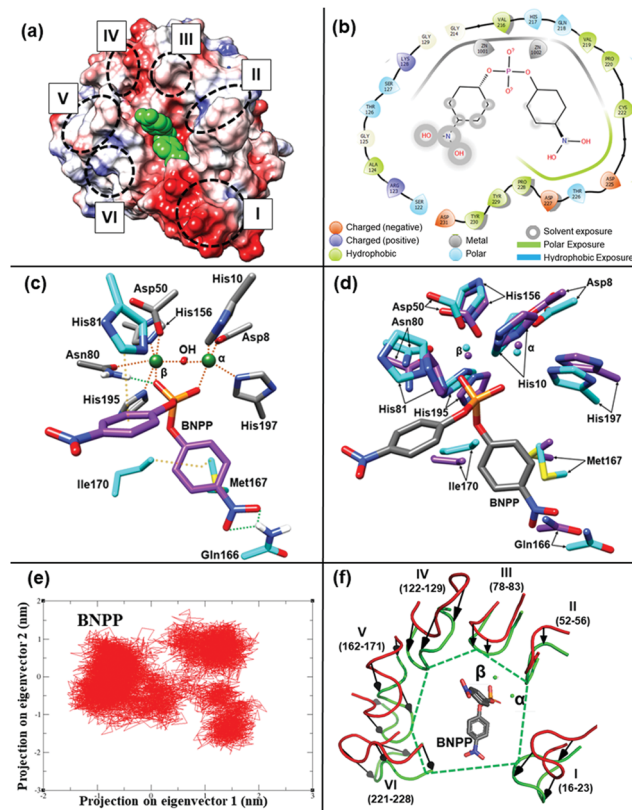 (a)
IV
III
II
V
VI
I
(b)
GLY 129
GLY 214
HIS 217
GLN 218
VAL 219
PRO 220
CYS 222
LYS 128
SER 127
THR 126
GLY 125
ALA 124
SER 122
ZN 1001
ZN
O⁻
P
O
O
O⁻
HO
N
HO
N
OH
OH
ASP 231
TYR 230
TYR 229
ASP 227
THR 226
ASP 225
Charged (negative)
Charged (positive)
Hydrophobic
Metal
Polar
Solvent exposure
Polar Exposure
Hydrophobic Exposure
(c)
Asp50
His156
His10
His81
Asp8
Asn80
OH
α
β
His195
BNPP
His197
Ile170
Met167
Gln166
(d)
Asp50
His156
Asp8
Asn80
β
α
His10
His81
His195
His197
Ile170
Met167
BNPP
Gln166
(e)
BNPP
Projection on eigenvector 2 (nm)
2
1
0
-1
-2
-3
-2
-1
0
1
2
Projection on eigenvector 1 (nm)
(f)
IV
(122-129)
III
(78-83)
II
(52-56)
V
(162-171)
β
α
BNPP
VI
(221-228)
I
(16-23)